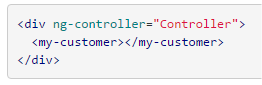 <div ng-controller="Controller">
  <my-customer></my-customer>
</div>